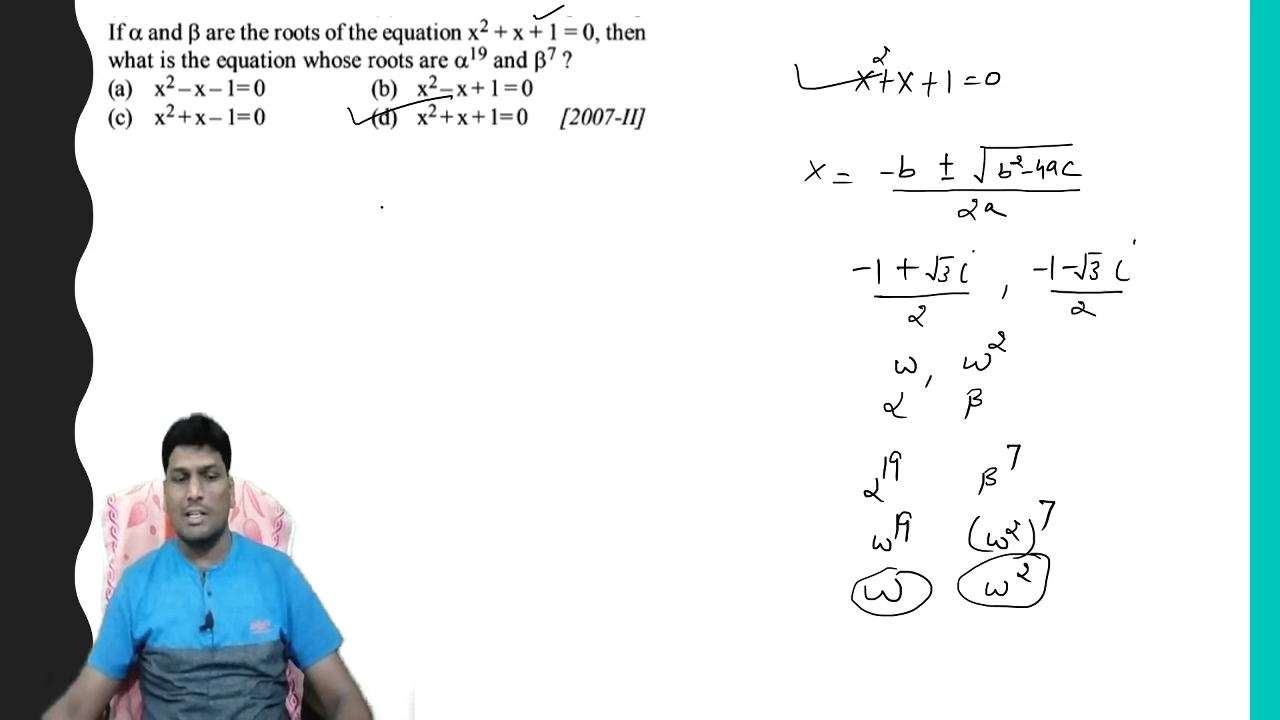 If α and β are the roots of the equation x² + x + 1 = 0, then
what is the equation whose roots are α¹⁹ and β⁷ ?
(a) x² – x – 1=0 (b) x² – x + 1 = 0
(c) x² + x – 1=0 (d) x² + x + 1=0 [2007-II]
x² + x + 1 = 0
x = -b ± √b²-4ac / 2a
-1 + √3 i / 2 , -1 - √3 i / 2
ω , ω²
α β
α¹⁹ β⁷
ω¹⁹ (ω²)⁷
ω ω²